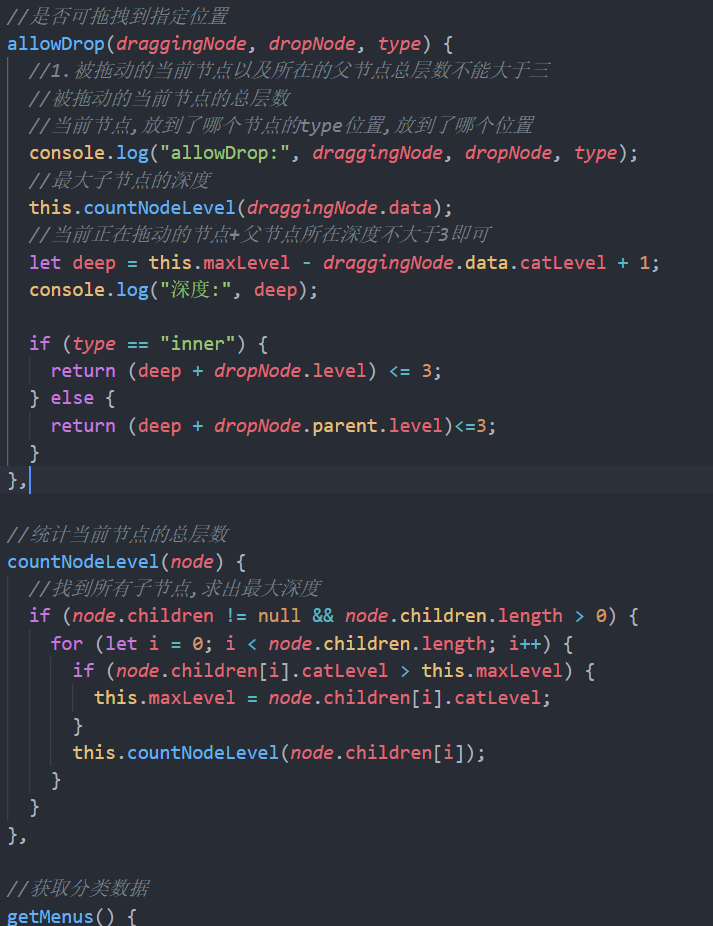 //是否可拖拽到指定位置
allowDrop(draggingNode, dropNode, type) {
//1.被拖动的当前节点以及所在的父节点总层数不能大于三
//被拖动的当前节点的总层数
//当前节点,放到了哪个节点的type位置,放到了哪个位置
console.log("allowDrop:", draggingNode, dropNode, type);
//最大子节点的深度
this.countNodeLevel(draggingNode.data);
//当前正在拖动的节点+父节点所在深度不大于3即可
let deep = this.maxLevel - draggingNode.data.catLevel + 1;
console.log("深度:", deep);
if (type == "inner") {
return (deep + dropNode.level) <= 3;
} else {
return (deep + dropNode.parent.level)<=3;
}
},
//统计当前节点的总层数
countNodeLevel(node) {
//找到所有子节点,求出最大深度
if (node.children != null && node.children.length > 0) {
for (let i = 0; i < node.children.length; i++) {
if (node.children[i].catLevel > this.maxLevel) {
this.maxLevel = node.children[i].catLevel;
}
this.countNodeLevel(node.children[i]);
}
}
},
//获取分类数据
getMenus() {